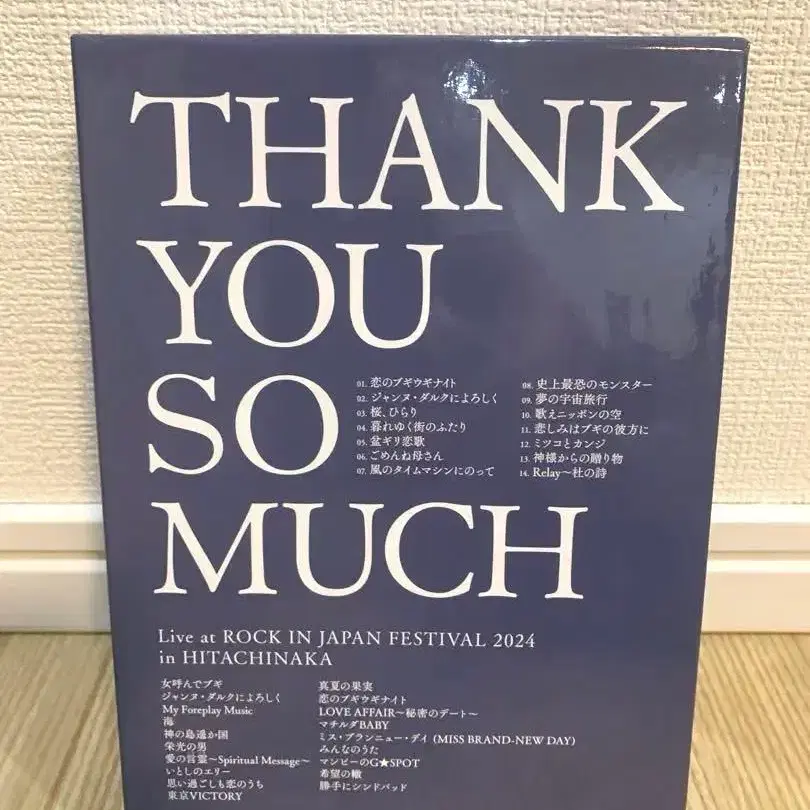 THANK
YOU
SO
MUCH
01. 恋のブギウギナイト
02. ジャンヌ・ダルクによろしく
03. 桜、ひらり
04. 暮れゆく街のふたり
05. 盆ギリ恋歌
06. ごめんね母さん
07. 風のタイムマシンにのって
08. 史上最恐のモンスター
09. 夢の宇宙旅行
10. 歌えニッポンの空
11. 悲しみはブギの彼方に
12. ミツコとカンジ
13. 神様からの贈り物
14. Relay〜杜の詩
Live at ROCK IN JAPAN FESTIVAL 2024
in HITACHINAKA
女呼んでブギ
ジャンヌ・ダルクによろしく
My Foreplay Music
海
神の島遥か国
栄光の男
愛の言霊〜Spiritual Message〜
いとしのエリー
思い過ごしも恋のうち
東京VICTORY
真夏の果実
恋のブギウギナイト
LOVE AFFAIR〜秘密のデート〜
マチルダBABY
ミス・ブランニュー・デイ (MISS BRAND-NEW DAY)
みんなのうた
マンピーのG★SPOT
希望の轍
勝手にシンドバッド